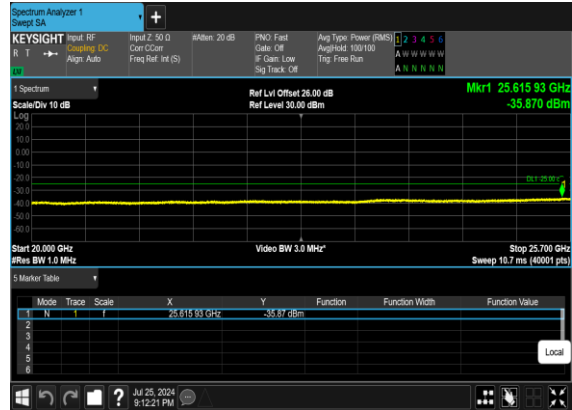 Spectrum Analyzer 1
Swept SA
+
KEYSIGHT
R T
Input: RF
Coupling: DC
Align: Auto
Input Z: 50 Ω
Corr CCorr
Freq Ref: Int (S)
#Atten: 20 dB
PNO: Fast
Gate: Off
IF Gain: Low
Sig Track: Off
Avg Type: Power (RMS)
Avg|Hold: 100/100
Trig: Free Run
1 2 3 4 5 6
A W W W W W
A N N N N N
1 Spectrum
Scale/Div 10 dB
Ref Lvl Offset 26.00 dB
Ref Level 30.00 dBm
Mkr1 25.615 93 GHz
-35.870 dBm
Log
20.0
10.0
0.00
-10.0
-20.0
-30.0
-40.0
-50.0
-60.0
Start 20.000 GHz
#Res BW 1.0 MHz
Video BW 3.0 MHz*
Stop 25.700 GHz
Sweep 10.7 ms (40001 pts)
5 Marker Table
Mode Trace Scale X Y Function Function Width Function Value
1 N 1 f 25.615 93 GHz -35.87 dBm
2
3
4
5
6
Local
?
Jul 25, 2024
9:12:21 PM